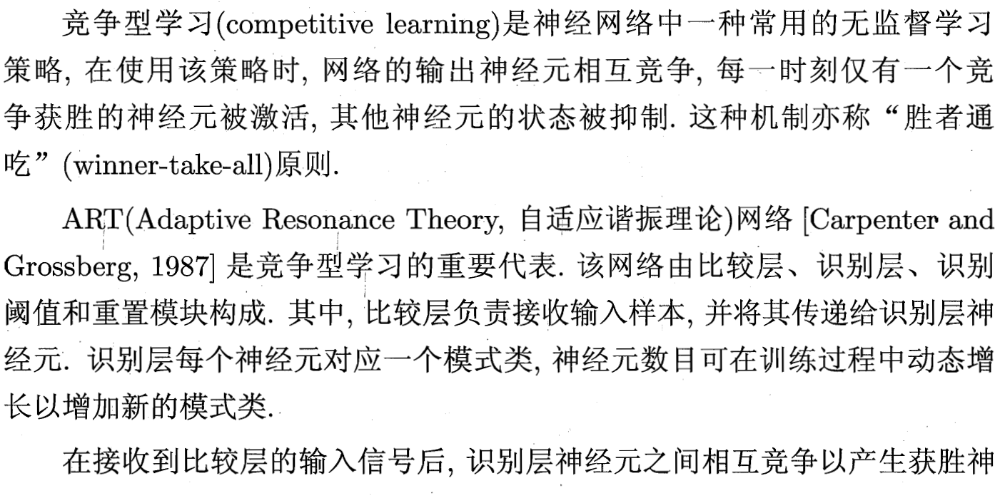 竞争型学习(competitive learning)是神经网络中一种常用的无监督学习
策略, 在使用该策略时, 网络的输出神经元相互竞争, 每一时刻仅有一个竞
争获胜的神经元被激活, 其他神经元的状态被抑制. 这种机制亦称“胜者通
吃”(winner-take-all)原则.
ART(Adaptive Resonance Theory, 自适应谐振理论)网络 [Carpenter and
Grossberg, 1987] 是竞争型学习的重要代表. 该网络由比较层、识别层、识别
阈值和重置模块构成. 其中, 比较层负责接收输入样本, 并将其传递给识别层神
经元. 识别层每个神经元对应一个模式类, 神经元数目可在训练过程中动态增
长以增加新的模式类.
在接收到比较层的输入信号后, 识别层神经元之间相互竞争以产生获胜神